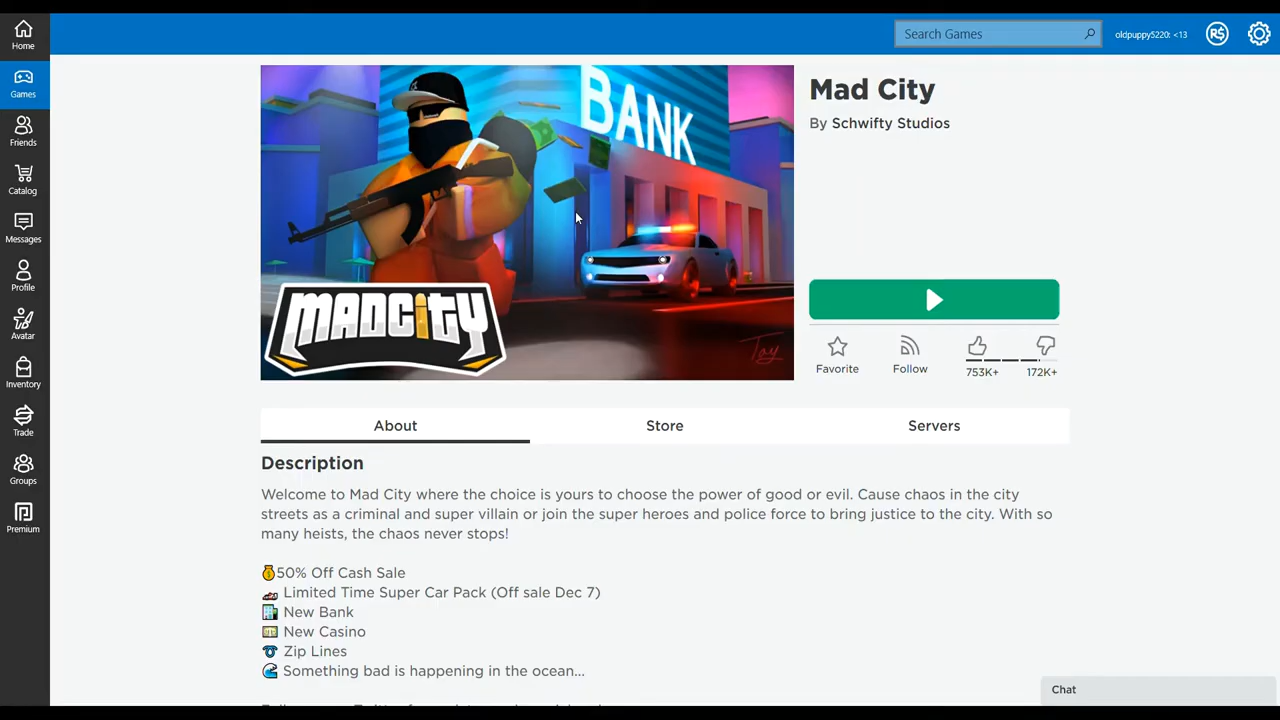 Home
Games
Friends
Catalog
Messages
Profile
Avatar
Inventory
Trade
Groups
Premium
Search Games
oldpuppy5220: <13
R$
BANK
MADCITY
Toy
Mad City
By Schwifty Studios
Favorite
Follow
753K+
172K+
About
Store
Servers
Description
Welcome to Mad City where the choice is yours to choose the power of good or evil. Cause chaos in the city
streets as a criminal and super villain or join the super heroes and police force to bring justice to the city. With so
many heists, the chaos never stops!
50% Off Cash Sale
Limited Time Super Car Pack (Off sale Dec 7)
New Bank
New Casino
Zip Lines
Something bad is happening in the ocean...
Chat